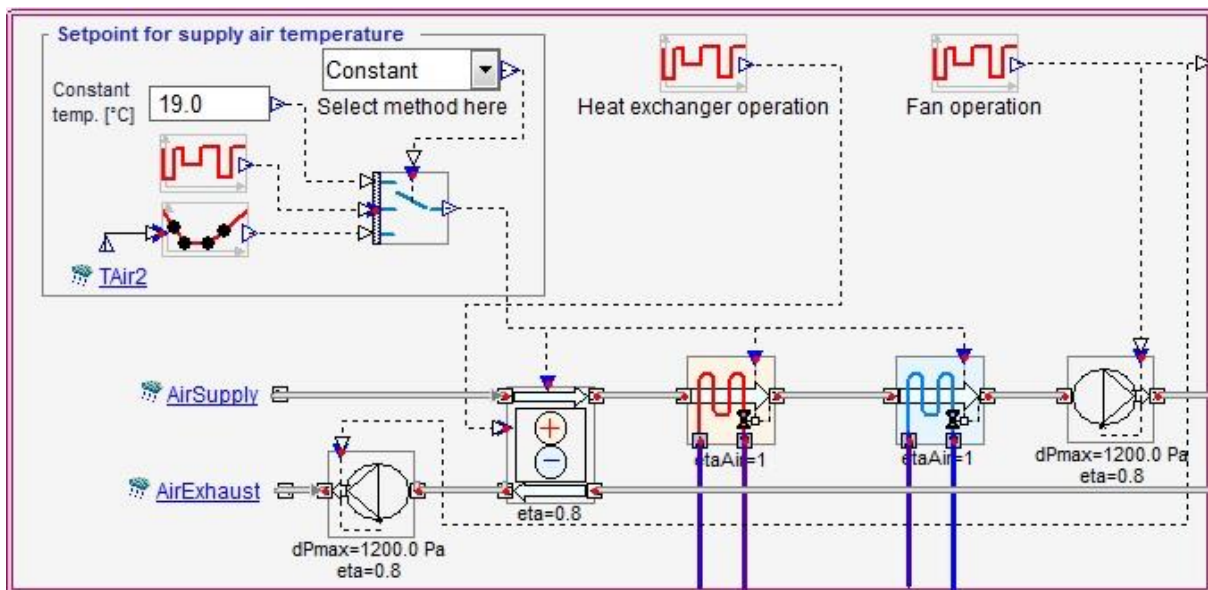 Setpoint for supply air temperature
Constant
Select method here
Constant
temp. [°C]
19.0
TAir2
Heat exchanger operation
Fan operation
AirSupply
AirExhaust
etaAir=1
etaAir=1
dPmax=1200.0 Pa
eta=0.8
eta=0.8
dPmax=1200.0 Pa
eta=0.8